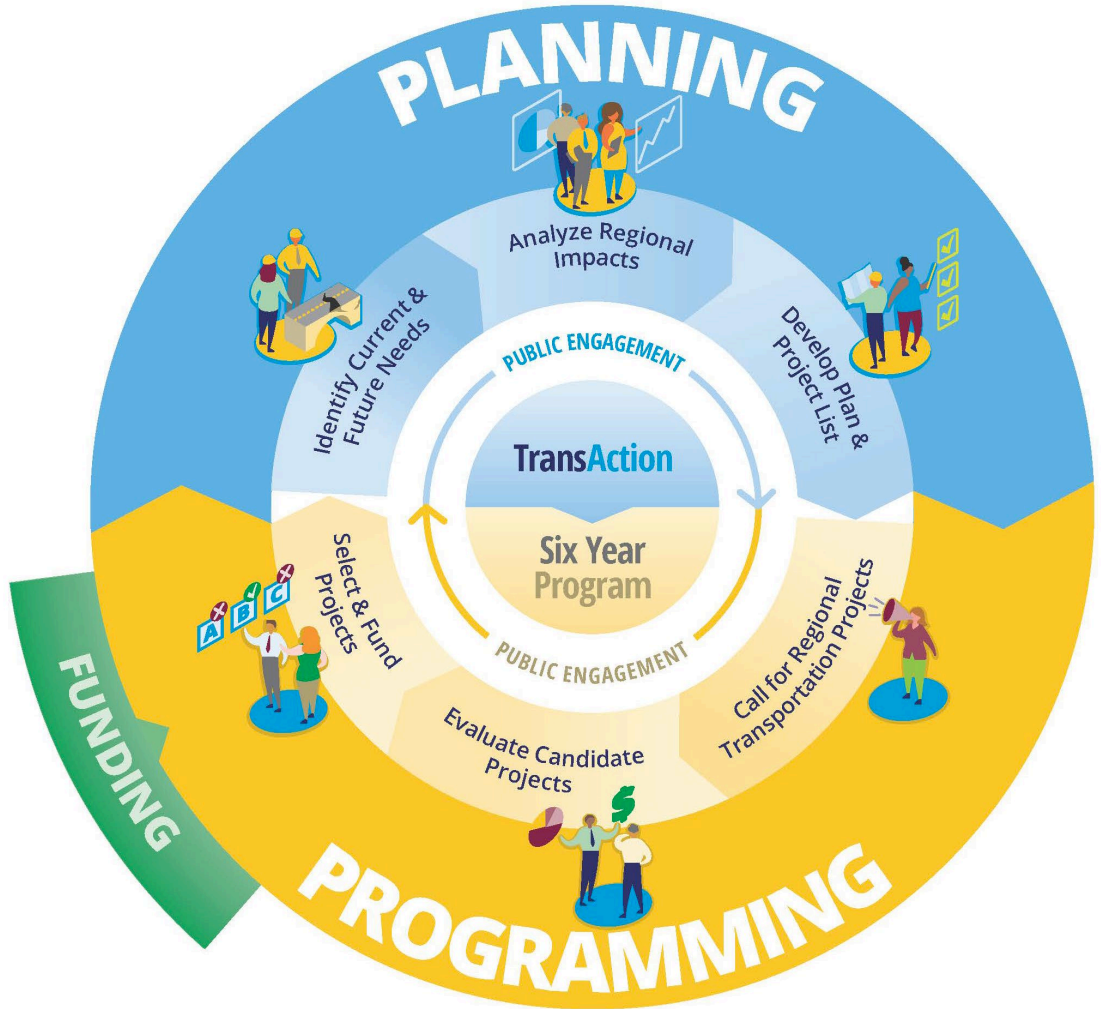 PLANNING
Analyze Regional
Impacts
Identify Current &
Future Needs
Develop Plan &
Project List
PUBLIC ENGAGEMENT
TransAction
Six Year
Program
PUBLIC ENGAGEMENT
Select & Fund
Projects
A B C
Call for Regional
Transportation Projects
Evaluate Candidate
Projects
$
FUNDING
PROGRAMMING